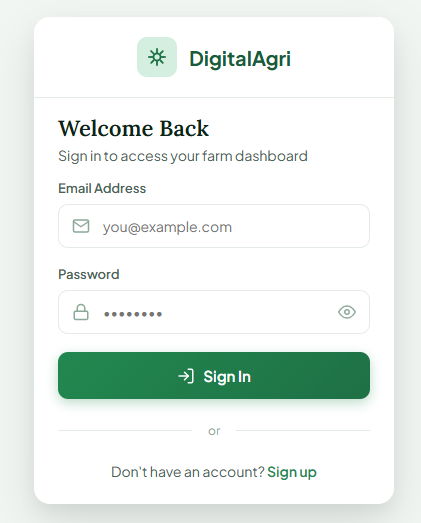 DigitalAgri
Welcome Back
Sign in to access your farm dashboard
Email Address
you@example.com
Password
••••••••
Sign In
or
Don't have an account? Sign up